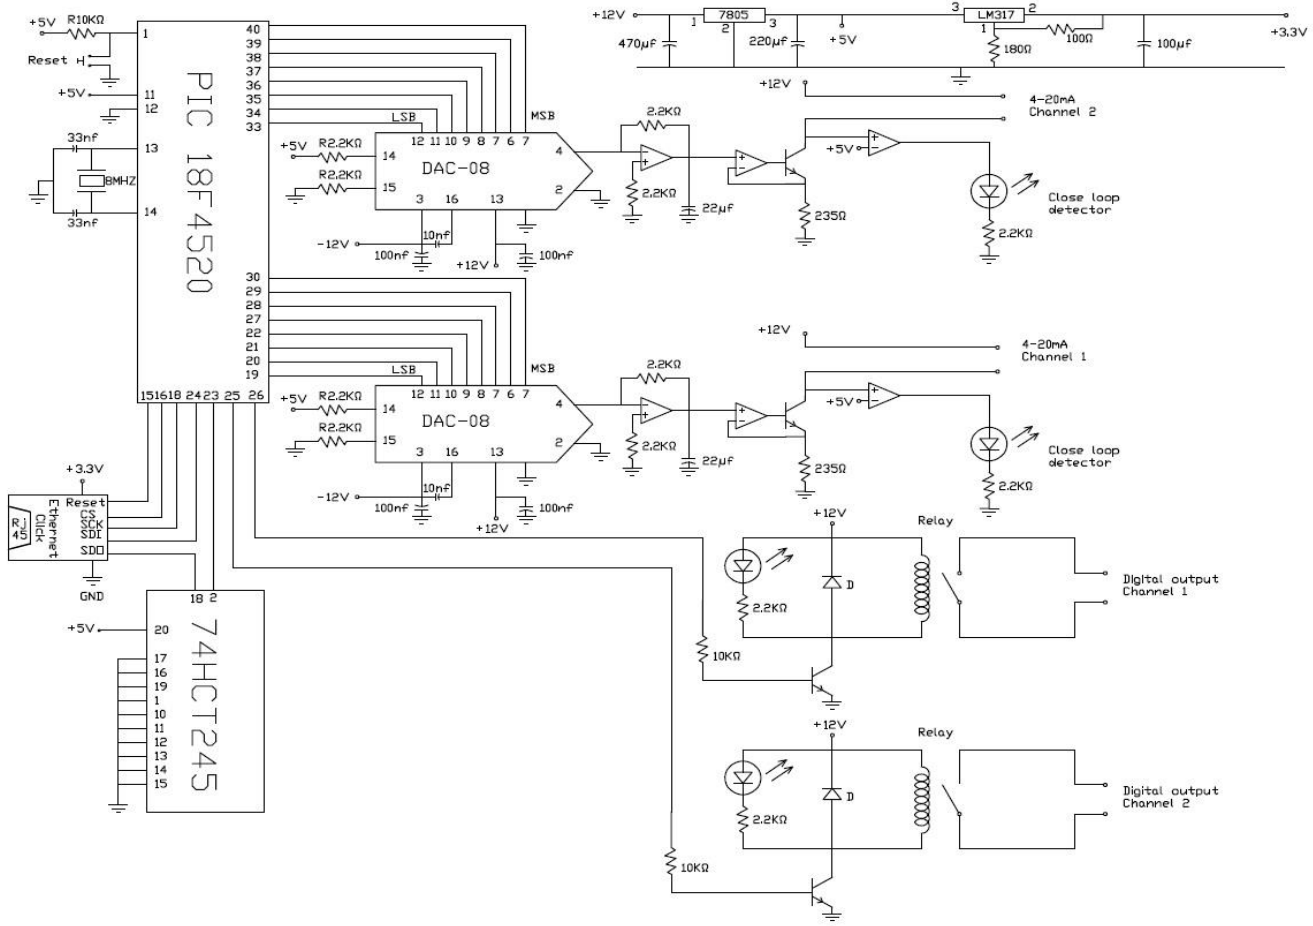 +5V R10KΩ
Reset
+5V
33nf
8MHZ
33nf
1
11
12
13
14
PIC 18F4520
40
39
38
37
36
35
34
33
30
29
28
27
22
21
20
19
15 16 18 24 23 25 26
LSB
MSB
+5V R2.2KΩ
R2.2KΩ
12 11 10 9 8 7 6 7
14
15
DAC-08
4
2
3 16 13
-12V
10nf
100nf
+12V
100nf
2.2KΩ
2.2KΩ
22µf
235Ω
+12V
4-20mA
Channel 2
+5V
Close loop
detector
2.2KΩ
+12V
1
7805
2
3
470µf
220µf
+5V
3
LM317
2
1
180Ω
100Ω
100µf
+3.3V
LSB
MSB
+5V R2.2KΩ
R2.2KΩ
12 11 10 9 8 7 6 7
14
15
DAC-08
4
2
3 16 13
-12V
10nf
100nf
+12V
100nf
2.2KΩ
2.2KΩ
22µf
235Ω
+12V
4-20mA
Channel 1
+5V
Close loop
detector
2.2KΩ
+3.3V
RJ
45
Ethernet
Click
Reset
CS
SCK
SDI
SDO
GND
18 2
+5V
20
17
16
19
1
10
11
12
13
14
15
74HCT245
+12V
Relay
D
2.2KΩ
10KΩ
Digital output
Channel 1
+12V
Relay
D
2.2KΩ
10KΩ
Digital output
Channel 2